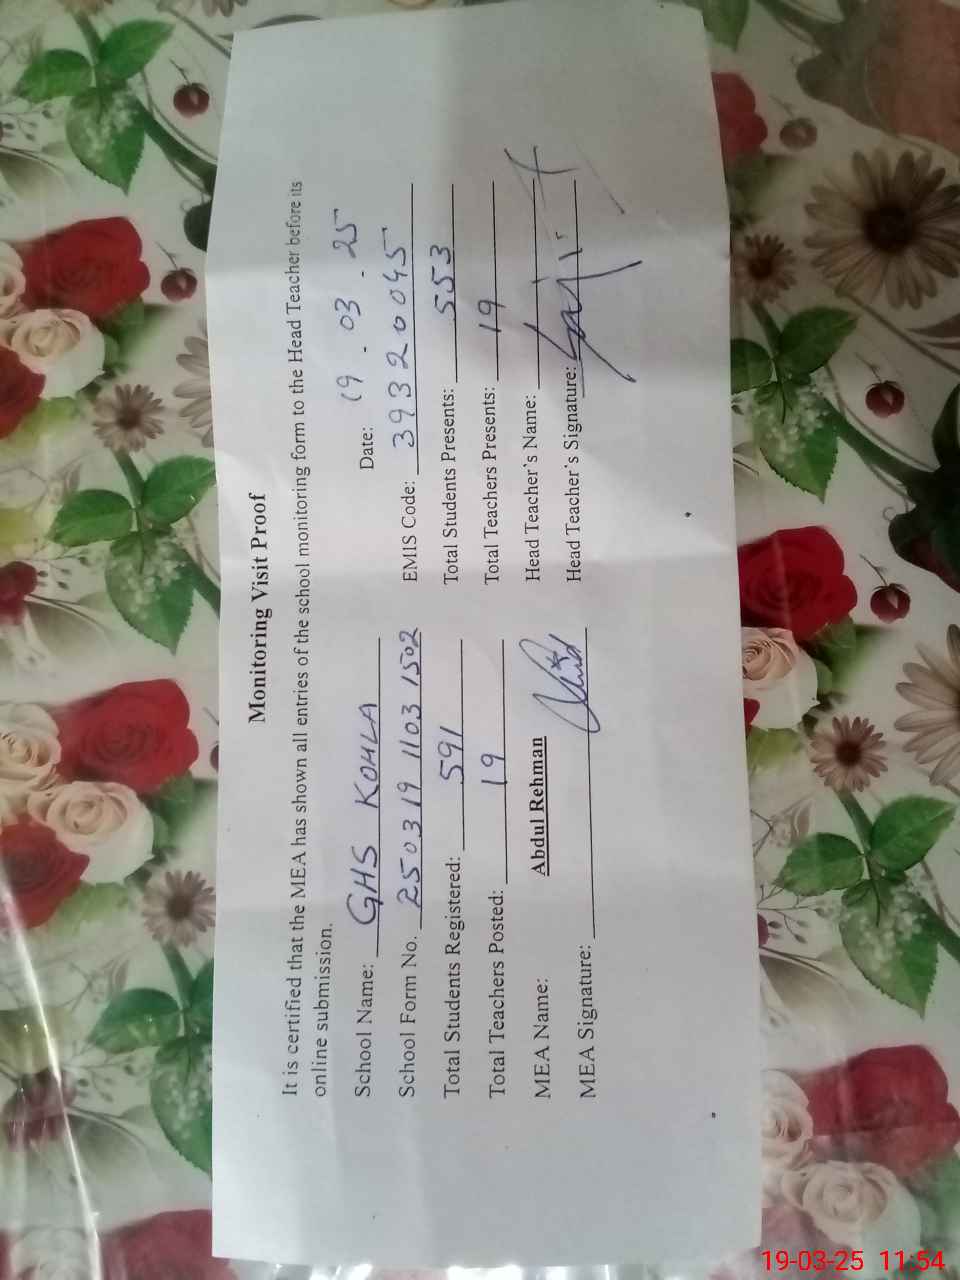 Monitoring Visit Proof
It is certified that the MEA has shown all entries of the school monitoring form to the Head Teacher before its
online submission.
School Name: GHS KOHLA Date: 19 . 03 . 25
School Form No. 250319 1103 1502 EMIS Code: 39320045
Total Students Registered: 591 Total Students Presents: 553
Total Teachers Posted: 19 Total Teachers Presents: 19
MEA Name: Abdul Rehman Head Teacher's Name:
MEA Signature: Head Teacher's Signature:
19-03-25 11:54